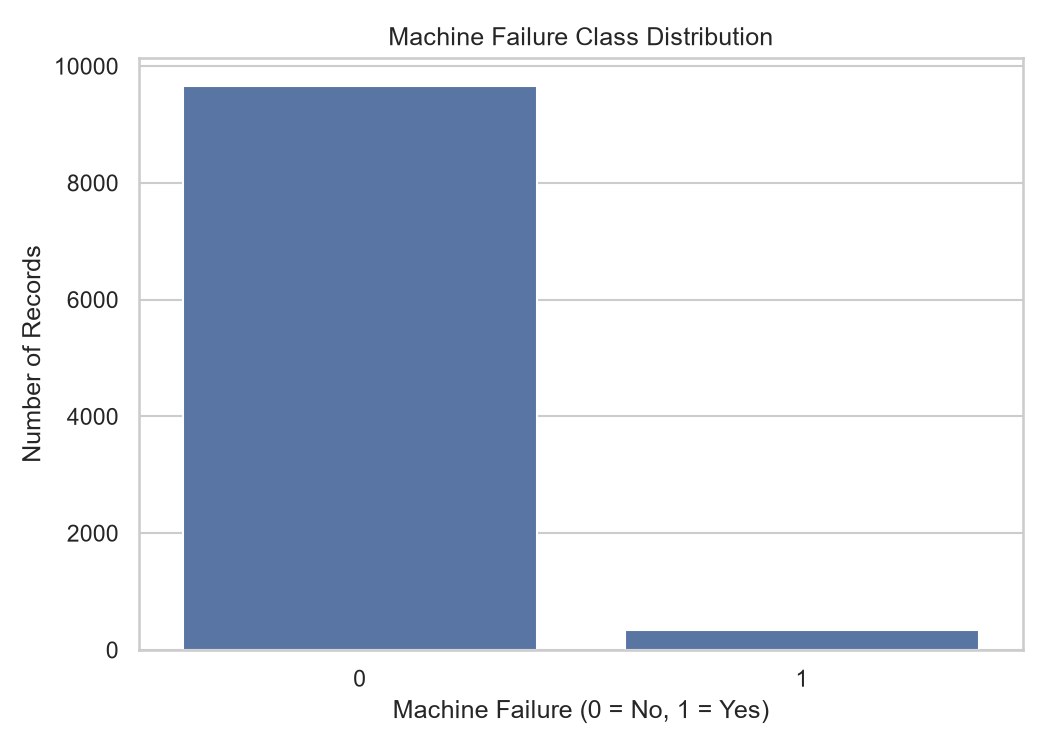 Machine Failure Class Distribution
10000
8000
6000
4000
2000
0
Number of Records
0 1
Machine Failure (0 = No, 1 = Yes)